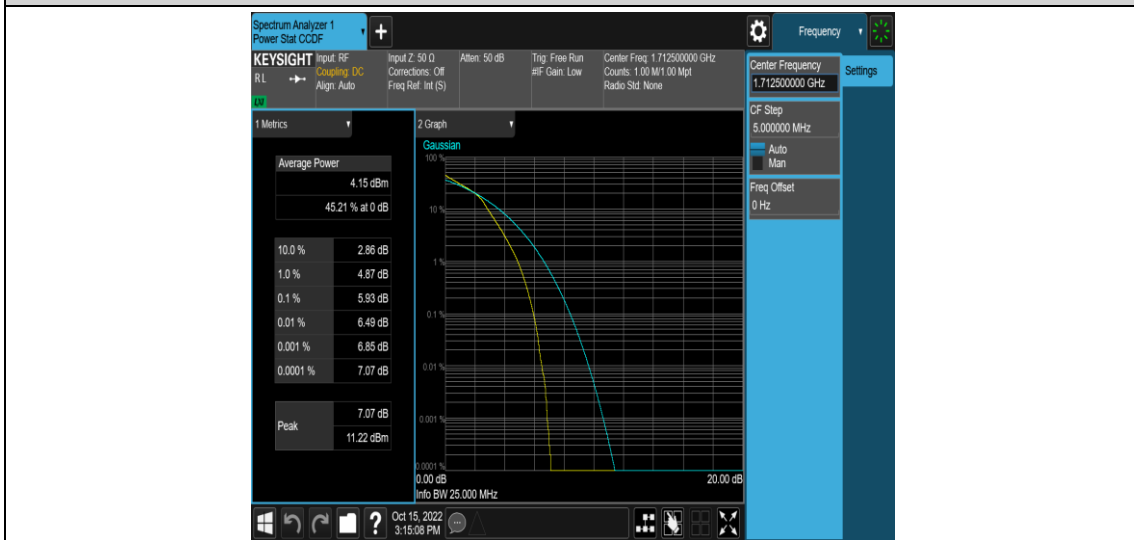 Spectrum Analyzer 1
Power Stat CCDF
Frequency
KEYSIGHT
RL
Input: RF
Coupling: DC
Align: Auto
Input Z: 50 Ω
Corrections: Off
Freq Ref: Int (S)
Atten: 50 dB
Trig: Free Run
#IF Gain: Low
Center Freq: 1.712500000 GHz
Counts: 1.00 M/1.00 Mpt
Radio Std: None
Center Frequency
1.712500000 GHz
Settings
CF Step
5.000000 MHz
Auto
Man
Freq Offset
0 Hz
1 Metrics
Average Power
4.15 dBm
45.21 % at 0 dB
10.0 % 2.86 dB
1.0 % 4.87 dB
0.1 % 5.93 dB
0.01 % 6.49 dB
0.001 % 6.85 dB
0.0001 % 7.07 dB
Peak
7.07 dB
11.22 dBm
2 Graph
Gaussian
100 %
10 %
1 %
0.1 %
0.01 %
0.001 %
0.0001 %
0.00 dB
20.00 dB
Info BW 25.000 MHz
Oct 15, 2022
3:15:08 PM